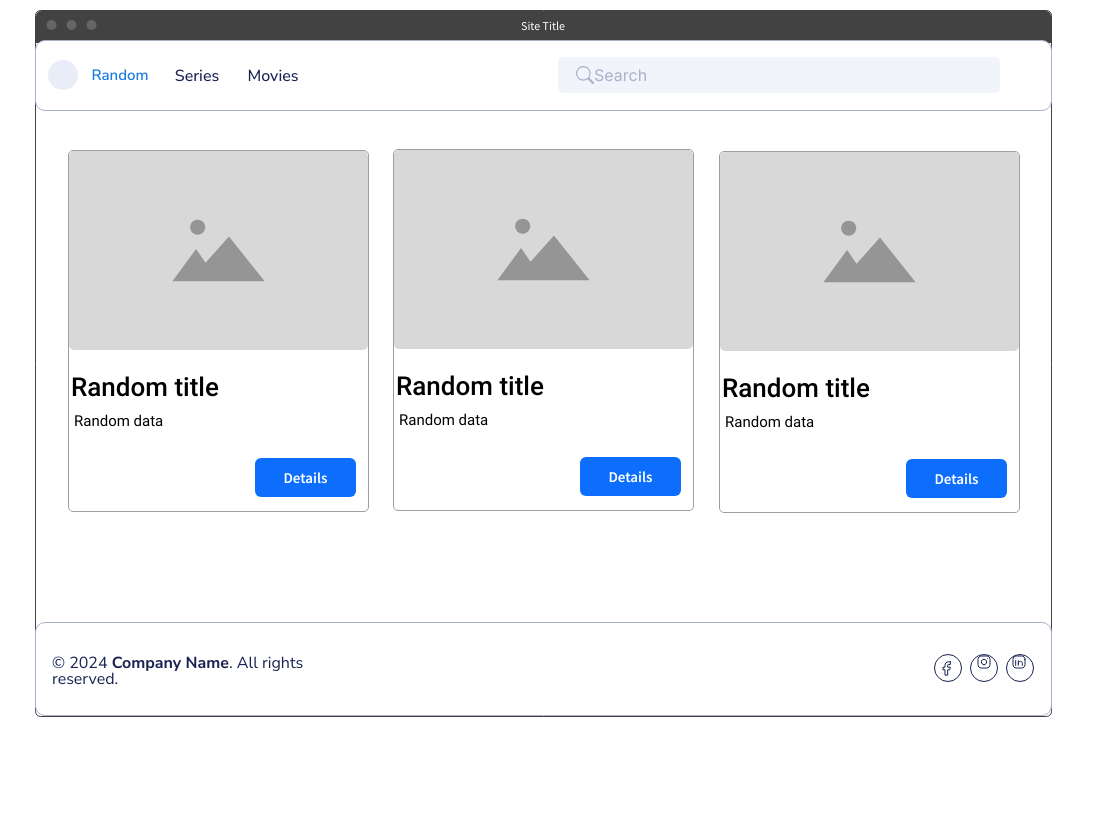 Site Title
Random Series Movies Search
Random title Random title Random title
Random data Random data Random data
Details Details Details
© 2024 Company Name. All rights
reserved.
in